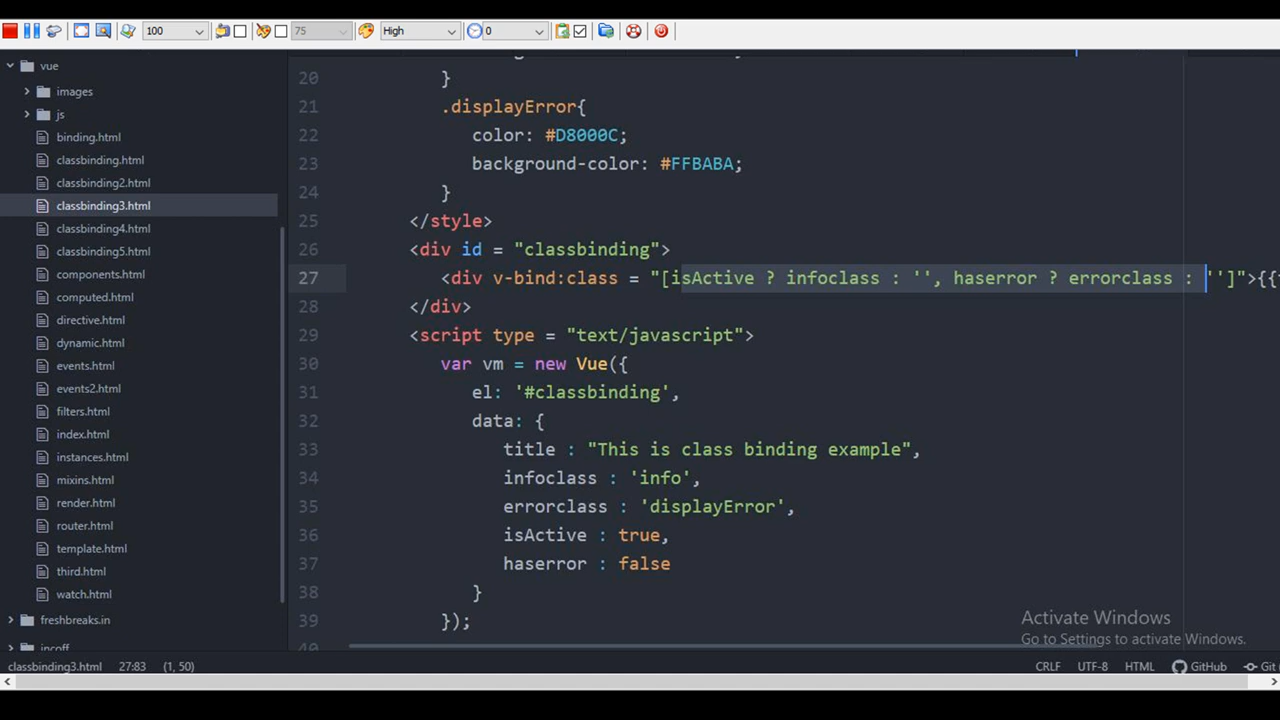 100
75
High
0
vue
images
js
binding.html
classbinding.html
classbinding2.html
classbinding3.html
classbinding4.html
classbinding5.html
components.html
computed.html
directive.html
dynamic.html
events.html
events2.html
filters.html
index.html
instances.html
mixins.html
render.html
router.html
template.html
third.html
watch.html
freshbreaks.in
incoff
20 }
21 .displayError{
22 color: #D8000C;
23 background-color: #FFBABA;
24 }
25 </style>
26 <div id = "classbinding">
27 <div v-bind:class = "[isActive ? infoclass : '', haserror ? errorclass : '']">{{
28 </div>
29 <script type = "text/javascript">
30 var vm = new Vue({
31 el: '#classbinding',
32 data: {
33 title : "This is class binding example",
34 infoclass : 'info',
35 errorclass : 'displayError',
36 isActive : true,
37 haserror : false
38 }
39 });
40
Activate Windows
Go to Settings to activate Windows.
classbinding3.html 27:83 (1, 50) CRLF UTF-8 HTML GitHub Git